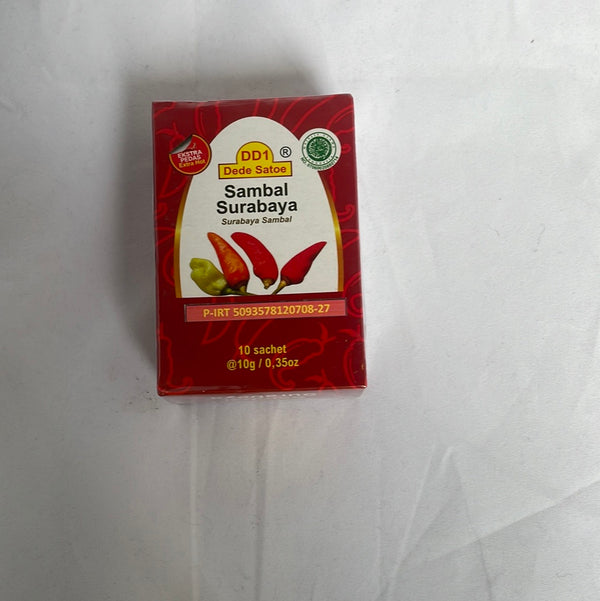 EKSTRA
PEDAS
Extra Hot
DD1 ®
Dede Satoe
Sambal
Surabaya
Surabaya Sambal
P-IRT 5093578120708-27
10 sachet
@10g / 0,35oz